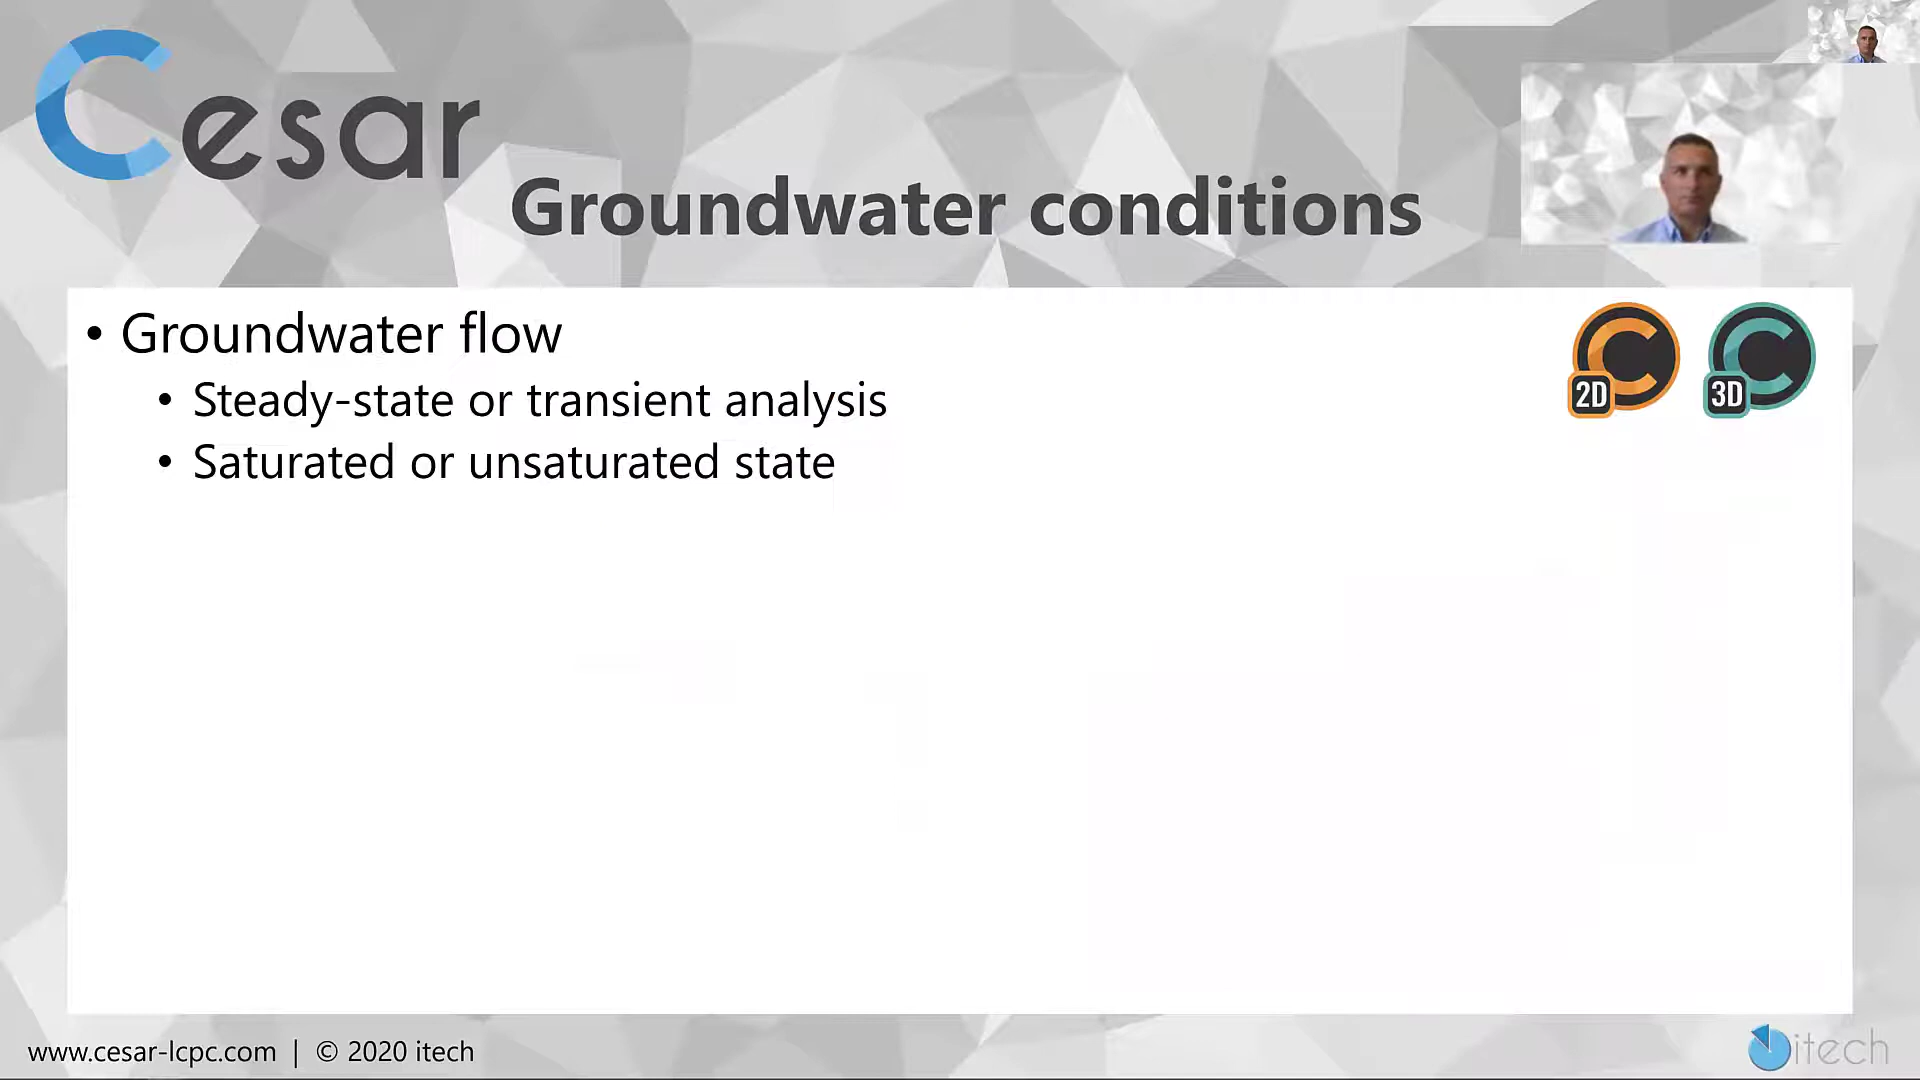 Cesar
Groundwater conditions
• Groundwater flow
2D
3D
• Steady-state or transient analysis
• Saturated or unsaturated state
www.cesar-lcpc.com | © 2020 itech
itech